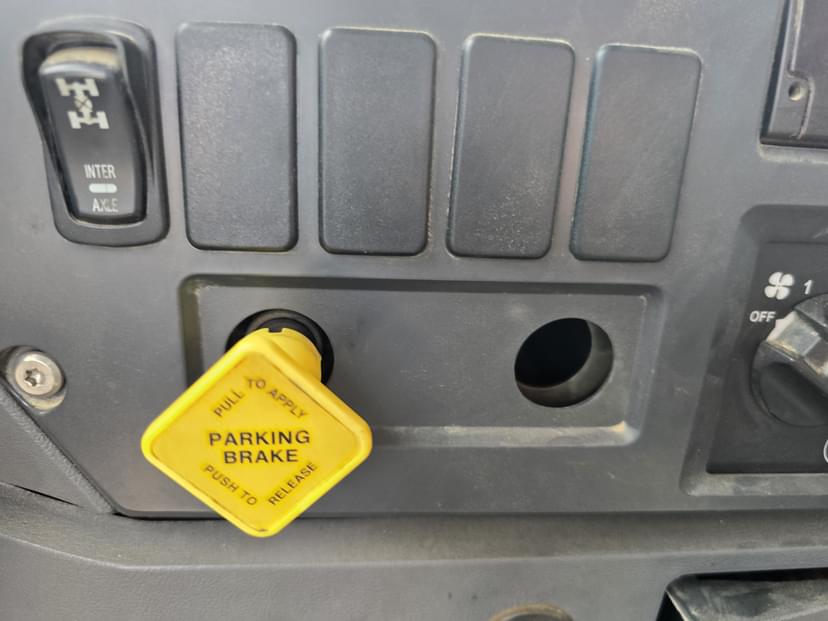 INTER
AXLE
1
OFF
PULL TO APPLY
PARKING
BRAKE
PUSH TO RELEASE